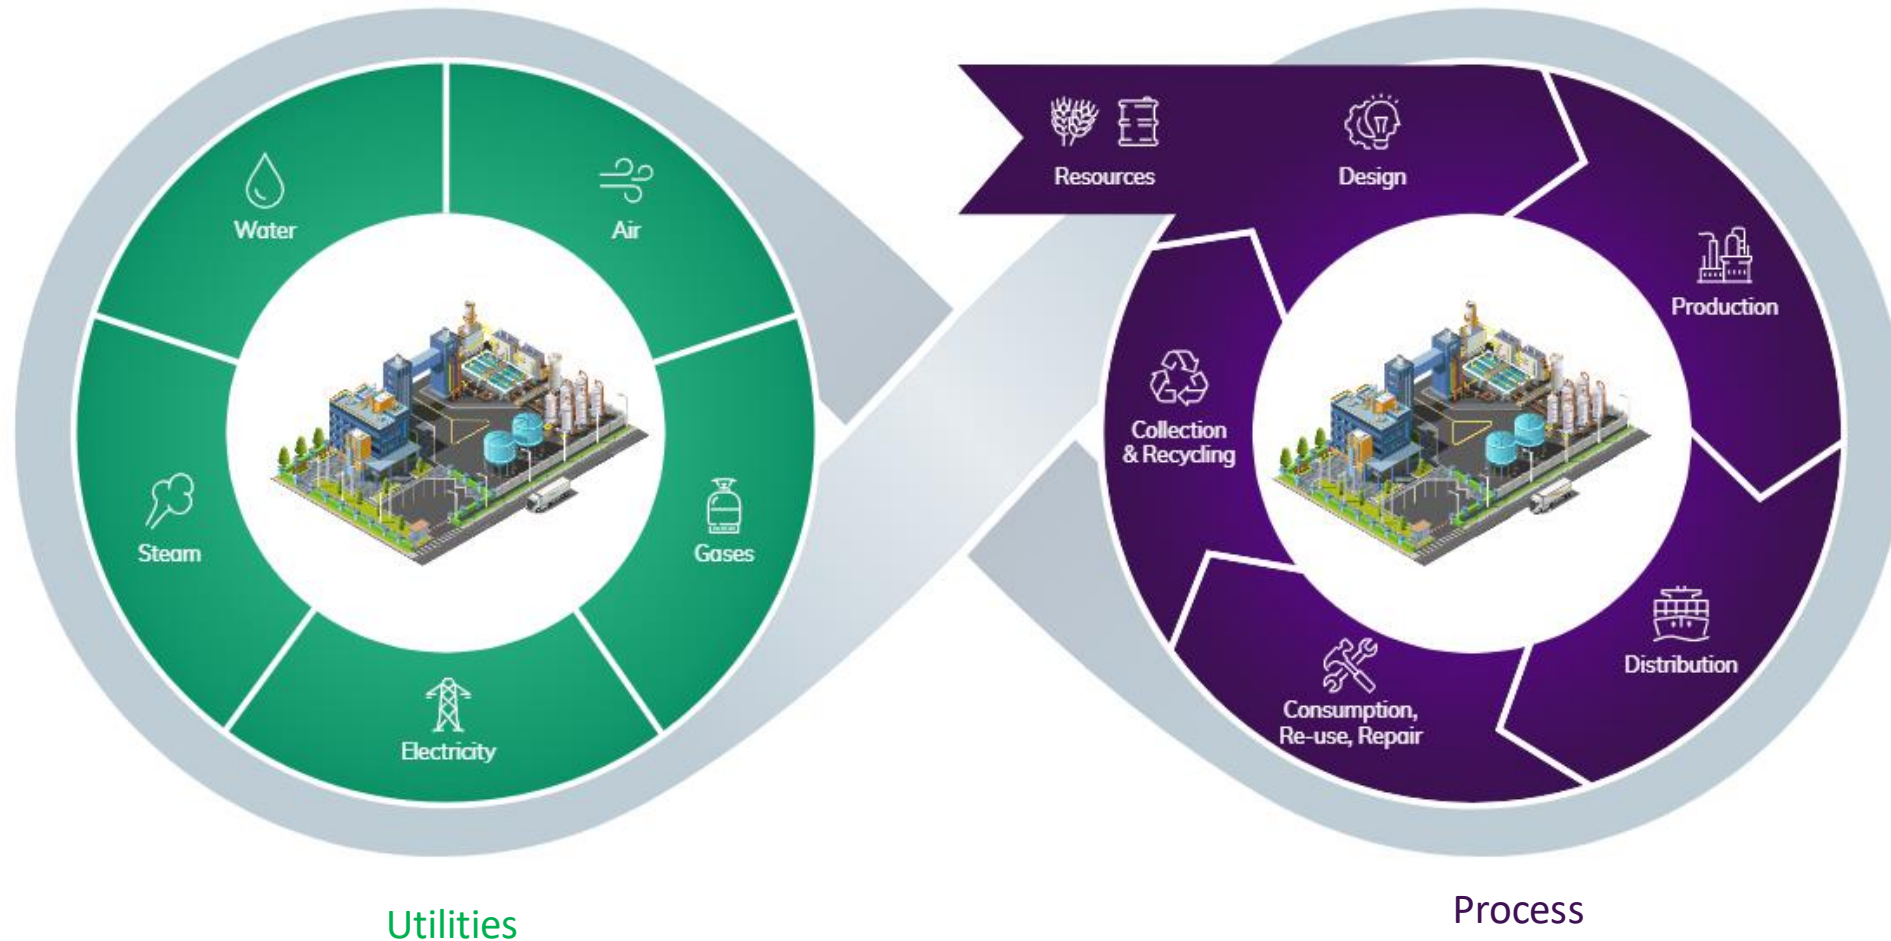 Water
Air
Steam
Gases
Electricity
Utilities
Resources
Design
Production
Distribution
Consumption,
Re-use, Repair
Collection
& Recycling
Process